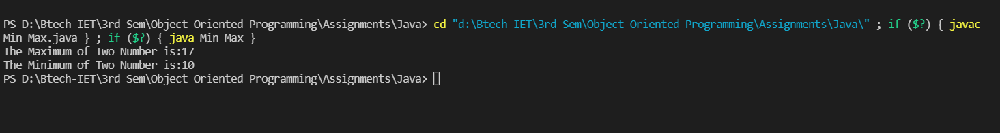 PS D:\Btech-IET\3rd Sem\Object Oriented Programming\Assignments\Java> cd "d:\Btech-IET\3rd Sem\Object Oriented Programming\Assignments\Java\" ; if ($?) { javac
Min_Max.java } ; if ($?) { java Min_Max }
The Maximum of Two Number is:17
The Minimum of Two Number is:10
PS D:\Btech-IET\3rd Sem\Object Oriented Programming\Assignments\Java>